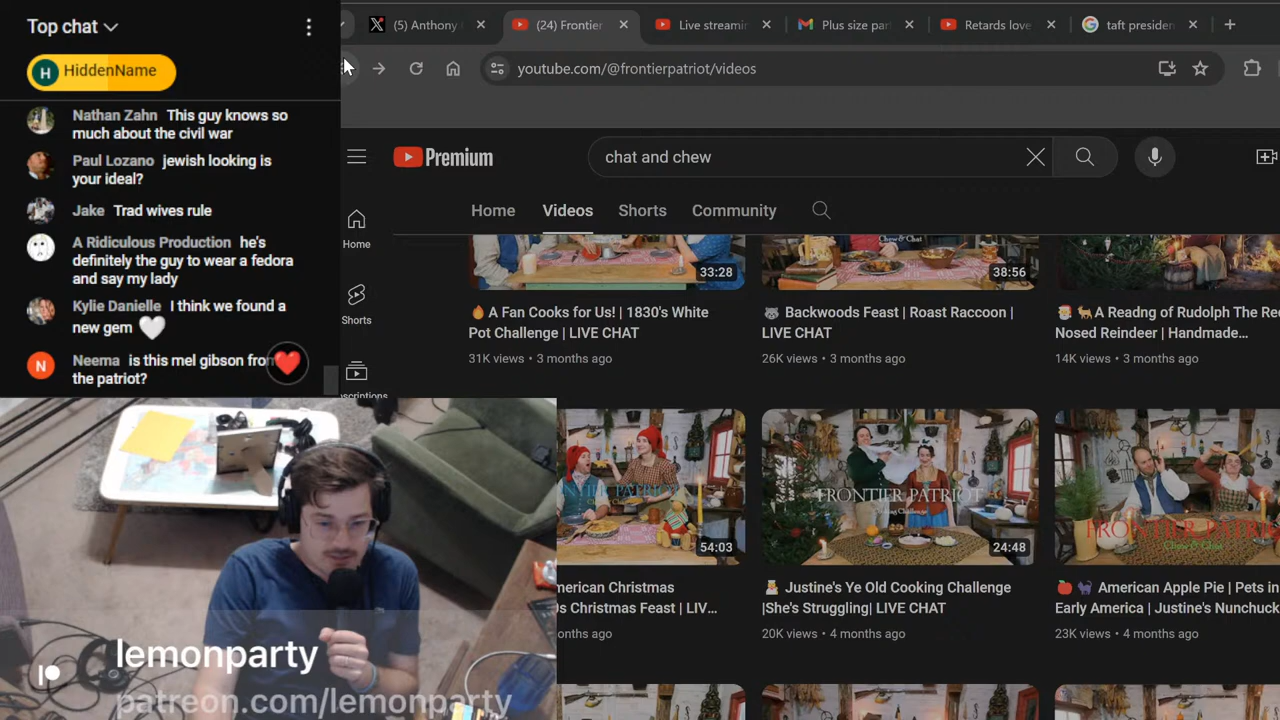 Top chat
(5) Anthony
(24) Frontier
Live streamin
Plus size par
Retards love
taft presiden
H HiddenName
youtube.com/@frontierpatriot/videos
Nathan Zahn This guy knows so
much about the civil war
Paul Lozano jewish looking is
your ideal?
Jake Trad wives rule
A Ridiculous Production he's
definitely the guy to wear a fedora
and say my lady
Kylie Danielle I think we found a
new gem
N Neema is this mel gibson from
the patriot?
Premium
chat and chew
Home Videos Shorts Community
Home
Shorts
33:28
38:56
Chew & Chat
🔥 A Fan Cooks for Us! | 1830's White
Pot Challenge | LIVE CHAT
31K views • 3 months ago
Backwoods Feast | Roast Raccoon |
LIVE CHAT
26K views • 3 months ago
A Readng of Rudolph The Red
Nosed Reindeer | Handmade...
14K views • 3 months ago
54:03
FRONTIER PATRIOT
24:48
FRONTIER PATRIOT
Chew & Chat
merican Christmas
s Christmas Feast | LIV...
onths ago
Justine's Ye Old Cooking Challenge
|She's Struggling| LIVE CHAT
20K views • 4 months ago
🍎 🐈‍⬛ American Apple Pie | Pets in
Early America | Justine's Nunchuck
23K views • 4 months ago
lemonparty
patreon.com/lemonparty